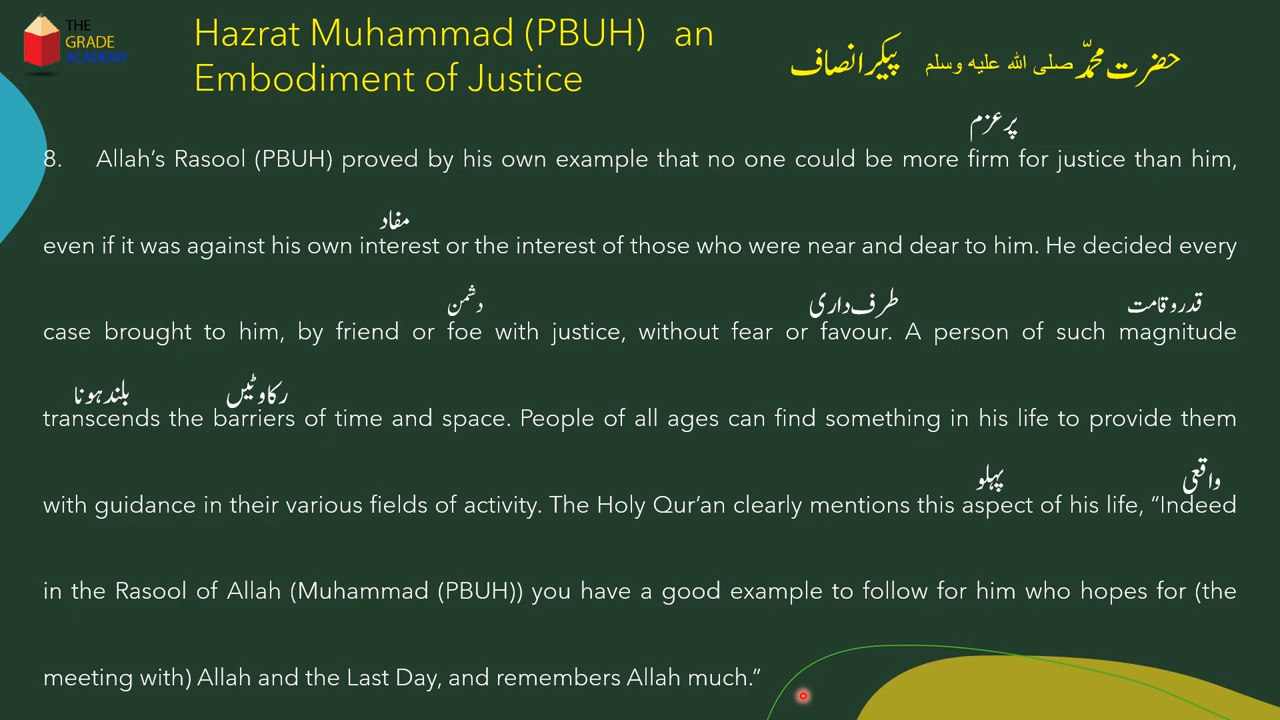 THE
GRADE
ACADEMY
Hazrat Muhammad (PBUH) an
Embodiment of Justice
حضرت محمدؐ صلى الله عليه وسلم پیکر انصاف
پر عزم
8. Allah’s Rasool (PBUH) proved by his own example that no one could be more firm for justice than him,
مفاد
even if it was against his own interest or the interest of those who were near and dear to him. He decided every
دشمن طرف داری قدر و قامت
case brought to him, by friend or foe with justice, without fear or favour. A person of such magnitude
بلند ہونا رکاوٹیں
transcends the barriers of time and space. People of all ages can find something in his life to provide them
پہلو واقعی
with guidance in their various fields of activity. The Holy Qur’an clearly mentions this aspect of his life, “Indeed
in the Rasool of Allah (Muhammad (PBUH)) you have a good example to follow for him who hopes for (the
meeting with) Allah and the Last Day, and remembers Allah much.”